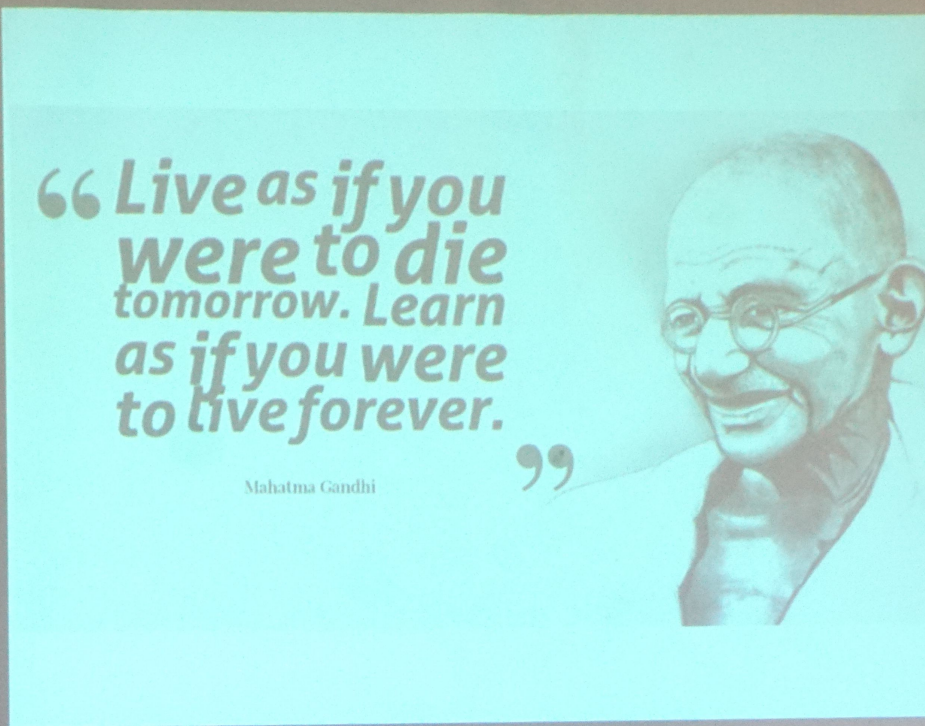 “Live as if you
were to die
tomorrow. Learn
as if you were
to live forever.
”
Mahatma Gandhi